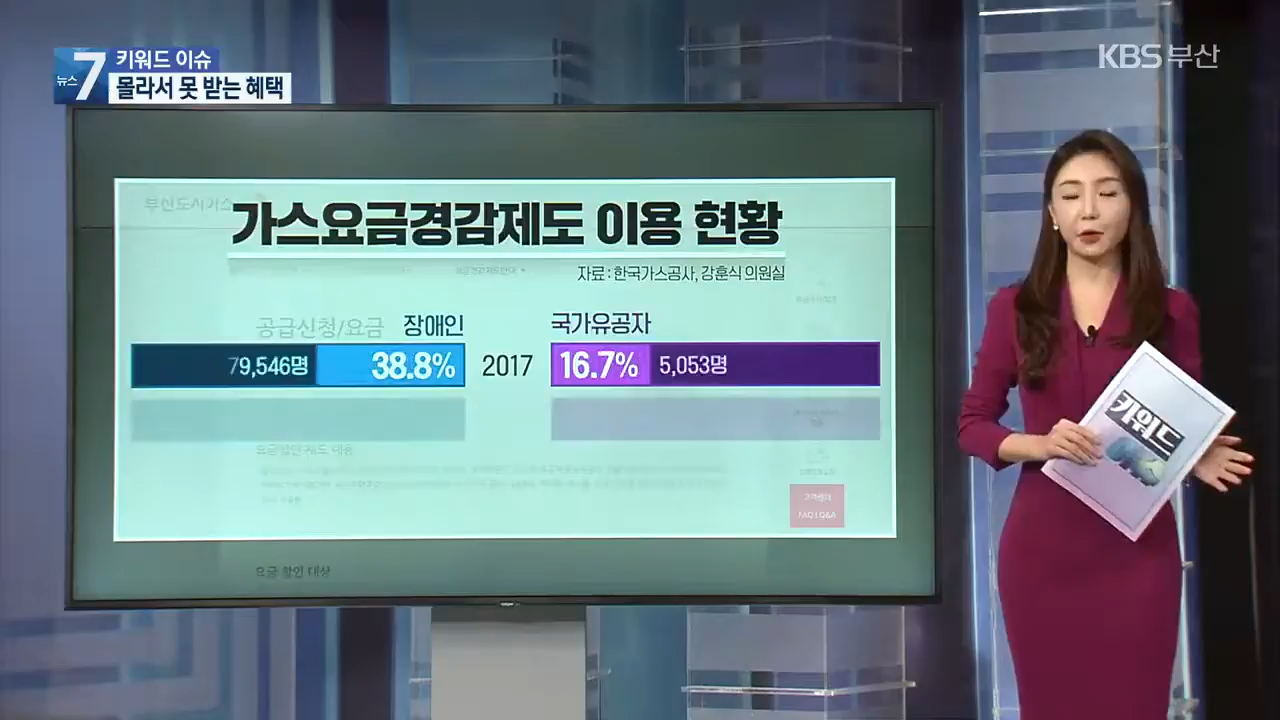 키워드 이슈
뉴스 7
몰라서 못 받는 혜택
KBS 부산
부산도시가스
가스요금경감제도 이용 현황
자료 : 한국가스공사, 강훈식 의원실
공급신청/요금
장애인
국가유공자
79,546명
38.8%
2017
16.7%
5,053명
요금 할인 제도 내용
고객센터
FAQ | Q&A
요금 할인 대상
키워드